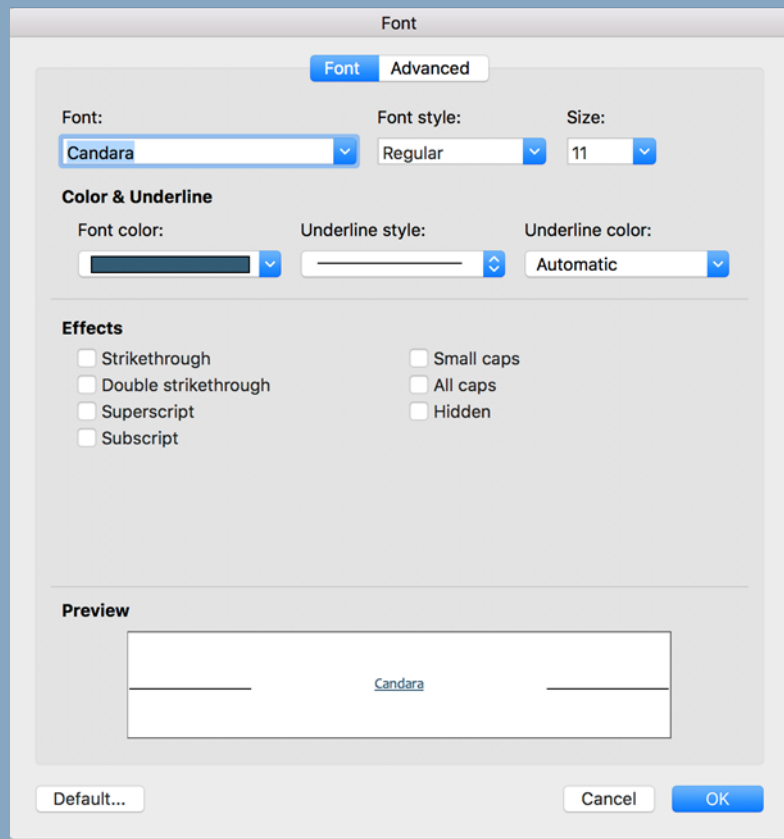 Font
Font Advanced
Font: Font style: Size:
Candara Regular 11
Color & Underline
Font color: Underline style: Underline color:
Automatic
Effects
Strikethrough Small caps
Double strikethrough All caps
Superscript Hidden
Subscript
Preview
Candara
Default... Cancel OK